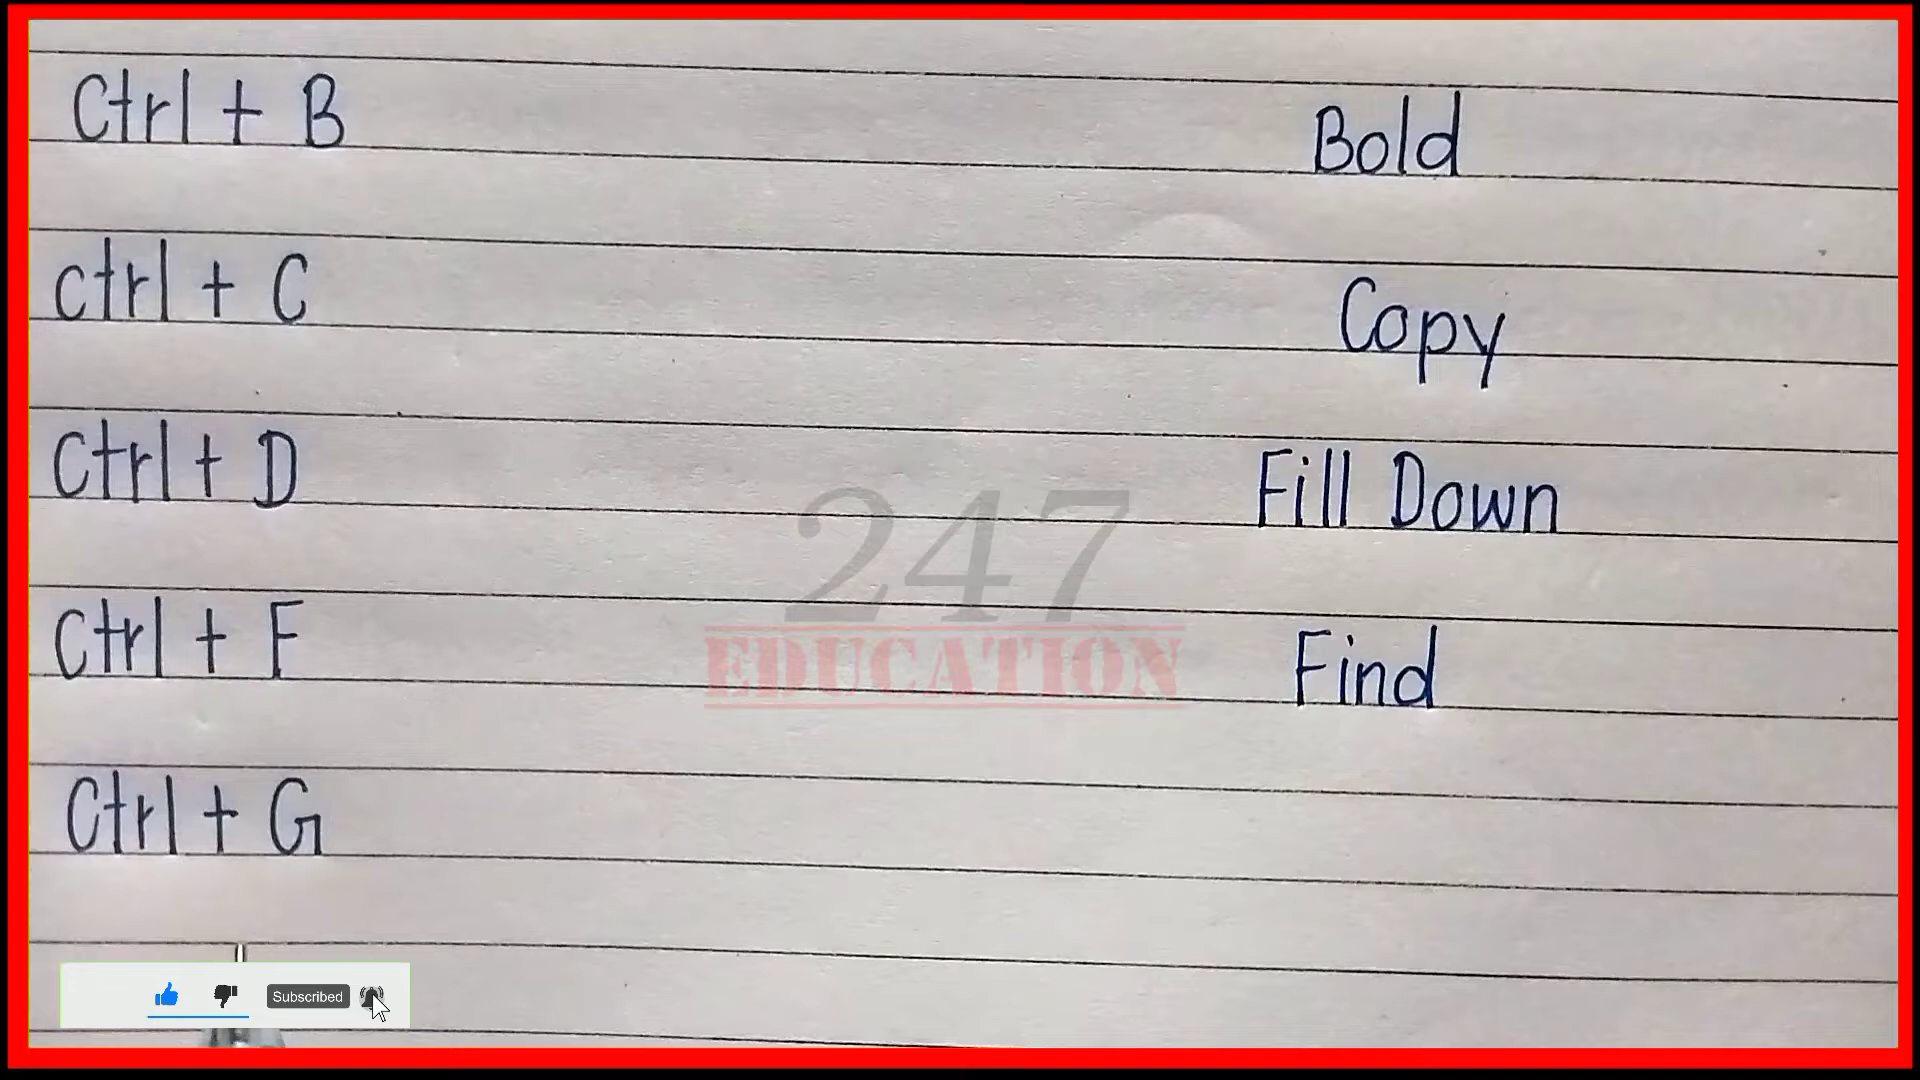 Ctrl + B Bold
ctrl + C Copy
Ctrl + D Fill Down
247
Ctrl + F Find
EDUCATION
Ctrl + G
Subscribed